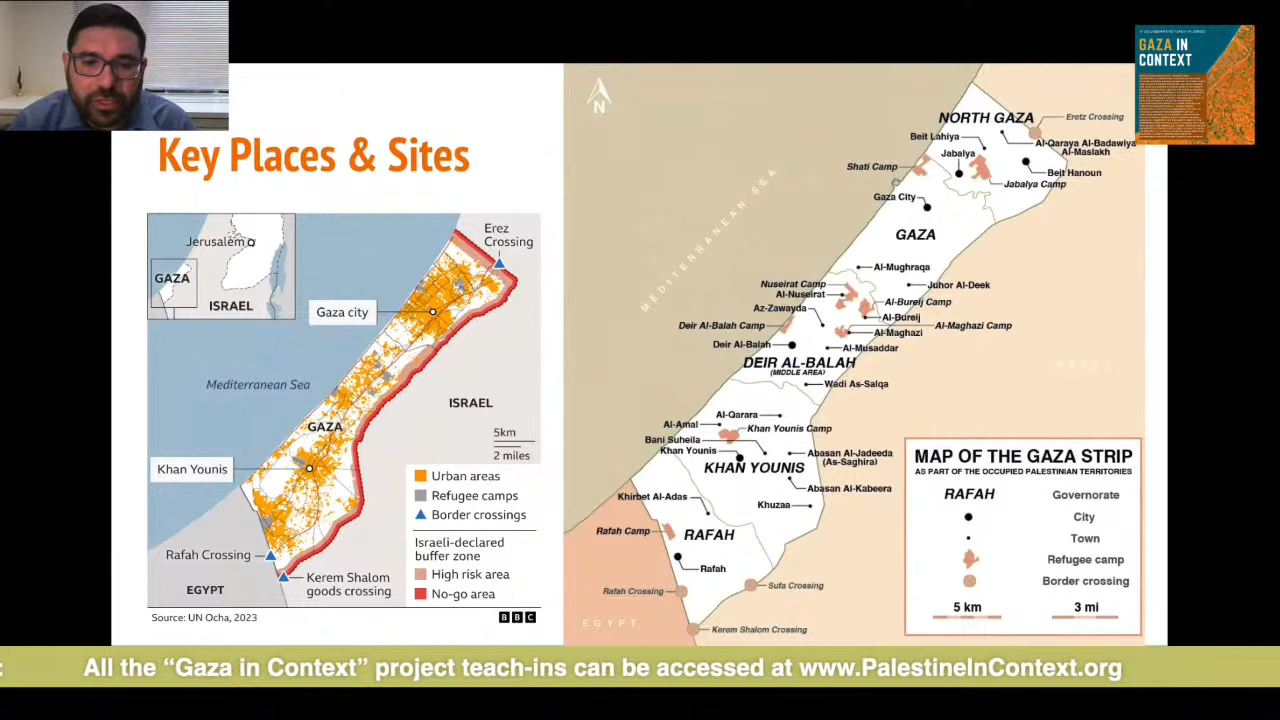 A COLLABORATIVE TEACH-IN SERIES
GAZA IN
CONTEXT
Key Places & Sites
Jerusalem
GAZA
ISRAEL
Erez
Crossing
Gaza city
Mediterranean Sea
ISRAEL
GAZA
5km
2 miles
Khan Younis
Urban areas
Refugee camps
Border crossings
Israeli-declared
buffer zone
High risk area
No-go area
Rafah Crossing
Kerem Shalom
goods crossing
EGYPT
Source: UN Ocha, 2023
BBC
N
MEDITERRANEAN SEA
NORTH GAZA
Eretz Crossing
Beit Lahiya
Al-Qaraya Al-Badawiya
Al-Maslakh
Jabalya
Shati Camp
Beit Hanoun
Jabalya Camp
Gaza City
GAZA
Al-Mughraqa
Nuseirat Camp
Juhor Al-Deek
Al-Nuseirat
Al-Bureij Camp
Az-Zawayda
Al-Bureij
Deir Al-Balah Camp
Al-Maghazi Camp
Al-Maghazi
Deir Al-Balah
Al-Musaddar
DEIR AL-BALAH
(MIDDLE AREA)
Wadi As-Salqa
Al-Qarara
Al-Amal
Khan Younis Camp
Bani Suheila
Khan Younis
Abasan Al-Jadeeda
(As-Saghira)
KHAN YOUNIS
Abasan Al-Kabeera
Khirbet Al-Adas
Khuzaa
Rafah Camp
RAFAH
Rafah
Sufa Crossing
Rafah Crossing
EGYPT
Kerem Shalom Crossing
MAP OF THE GAZA STRIP
AS PART OF THE OCCUPIED PALESTINIAN TERRITORIES
RAFAH Governorate
City
Town
Refugee camp
Border crossing
5 km 3 mi
: All the “Gaza in Context” project teach-ins can be accessed at www.PalestineInContext.org